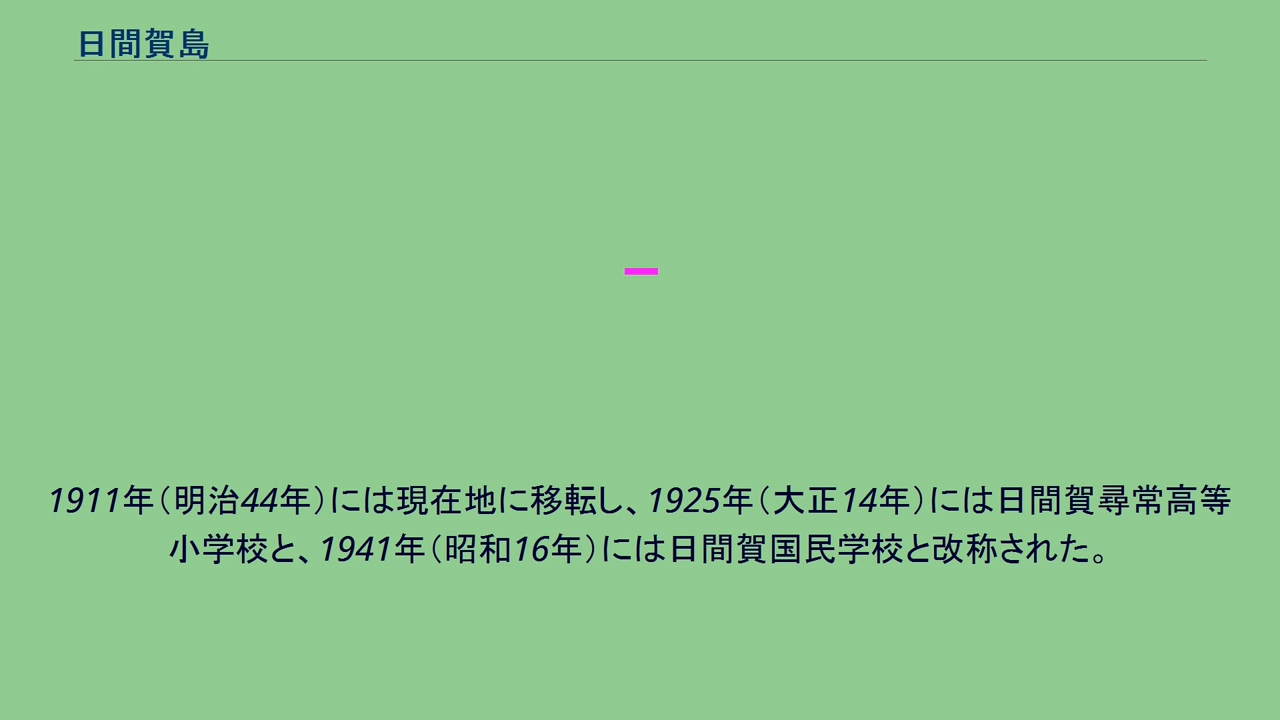 日間賀島
1911年（明治44年）には現在地に移転し、1925年（大正14年）には日間賀尋常高等
小学校と、1941年（昭和16年）には日間賀国民学校と改称された。